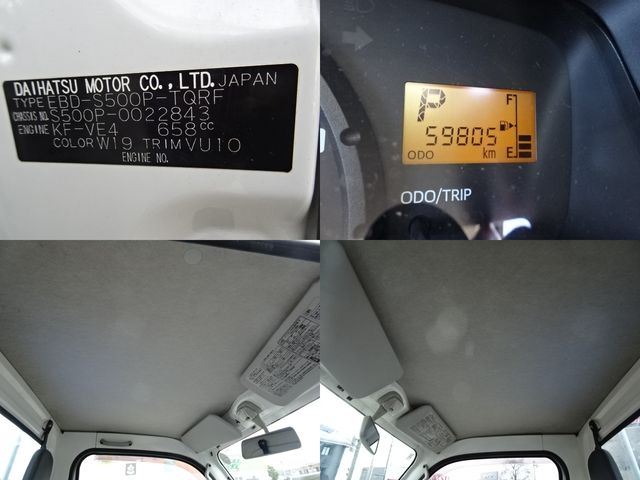 DAIHATSU MOTOR CO.,LTD. JAPAN
TYPE EBD-S500P-TQRF
CHASSIS NO. S500P-0022843
ENGINE KF-VE4 658cc
COLOR W19 TRIM VU10
ENGINE NO.
P
F
59805
ODO km E
ODO/TRIP